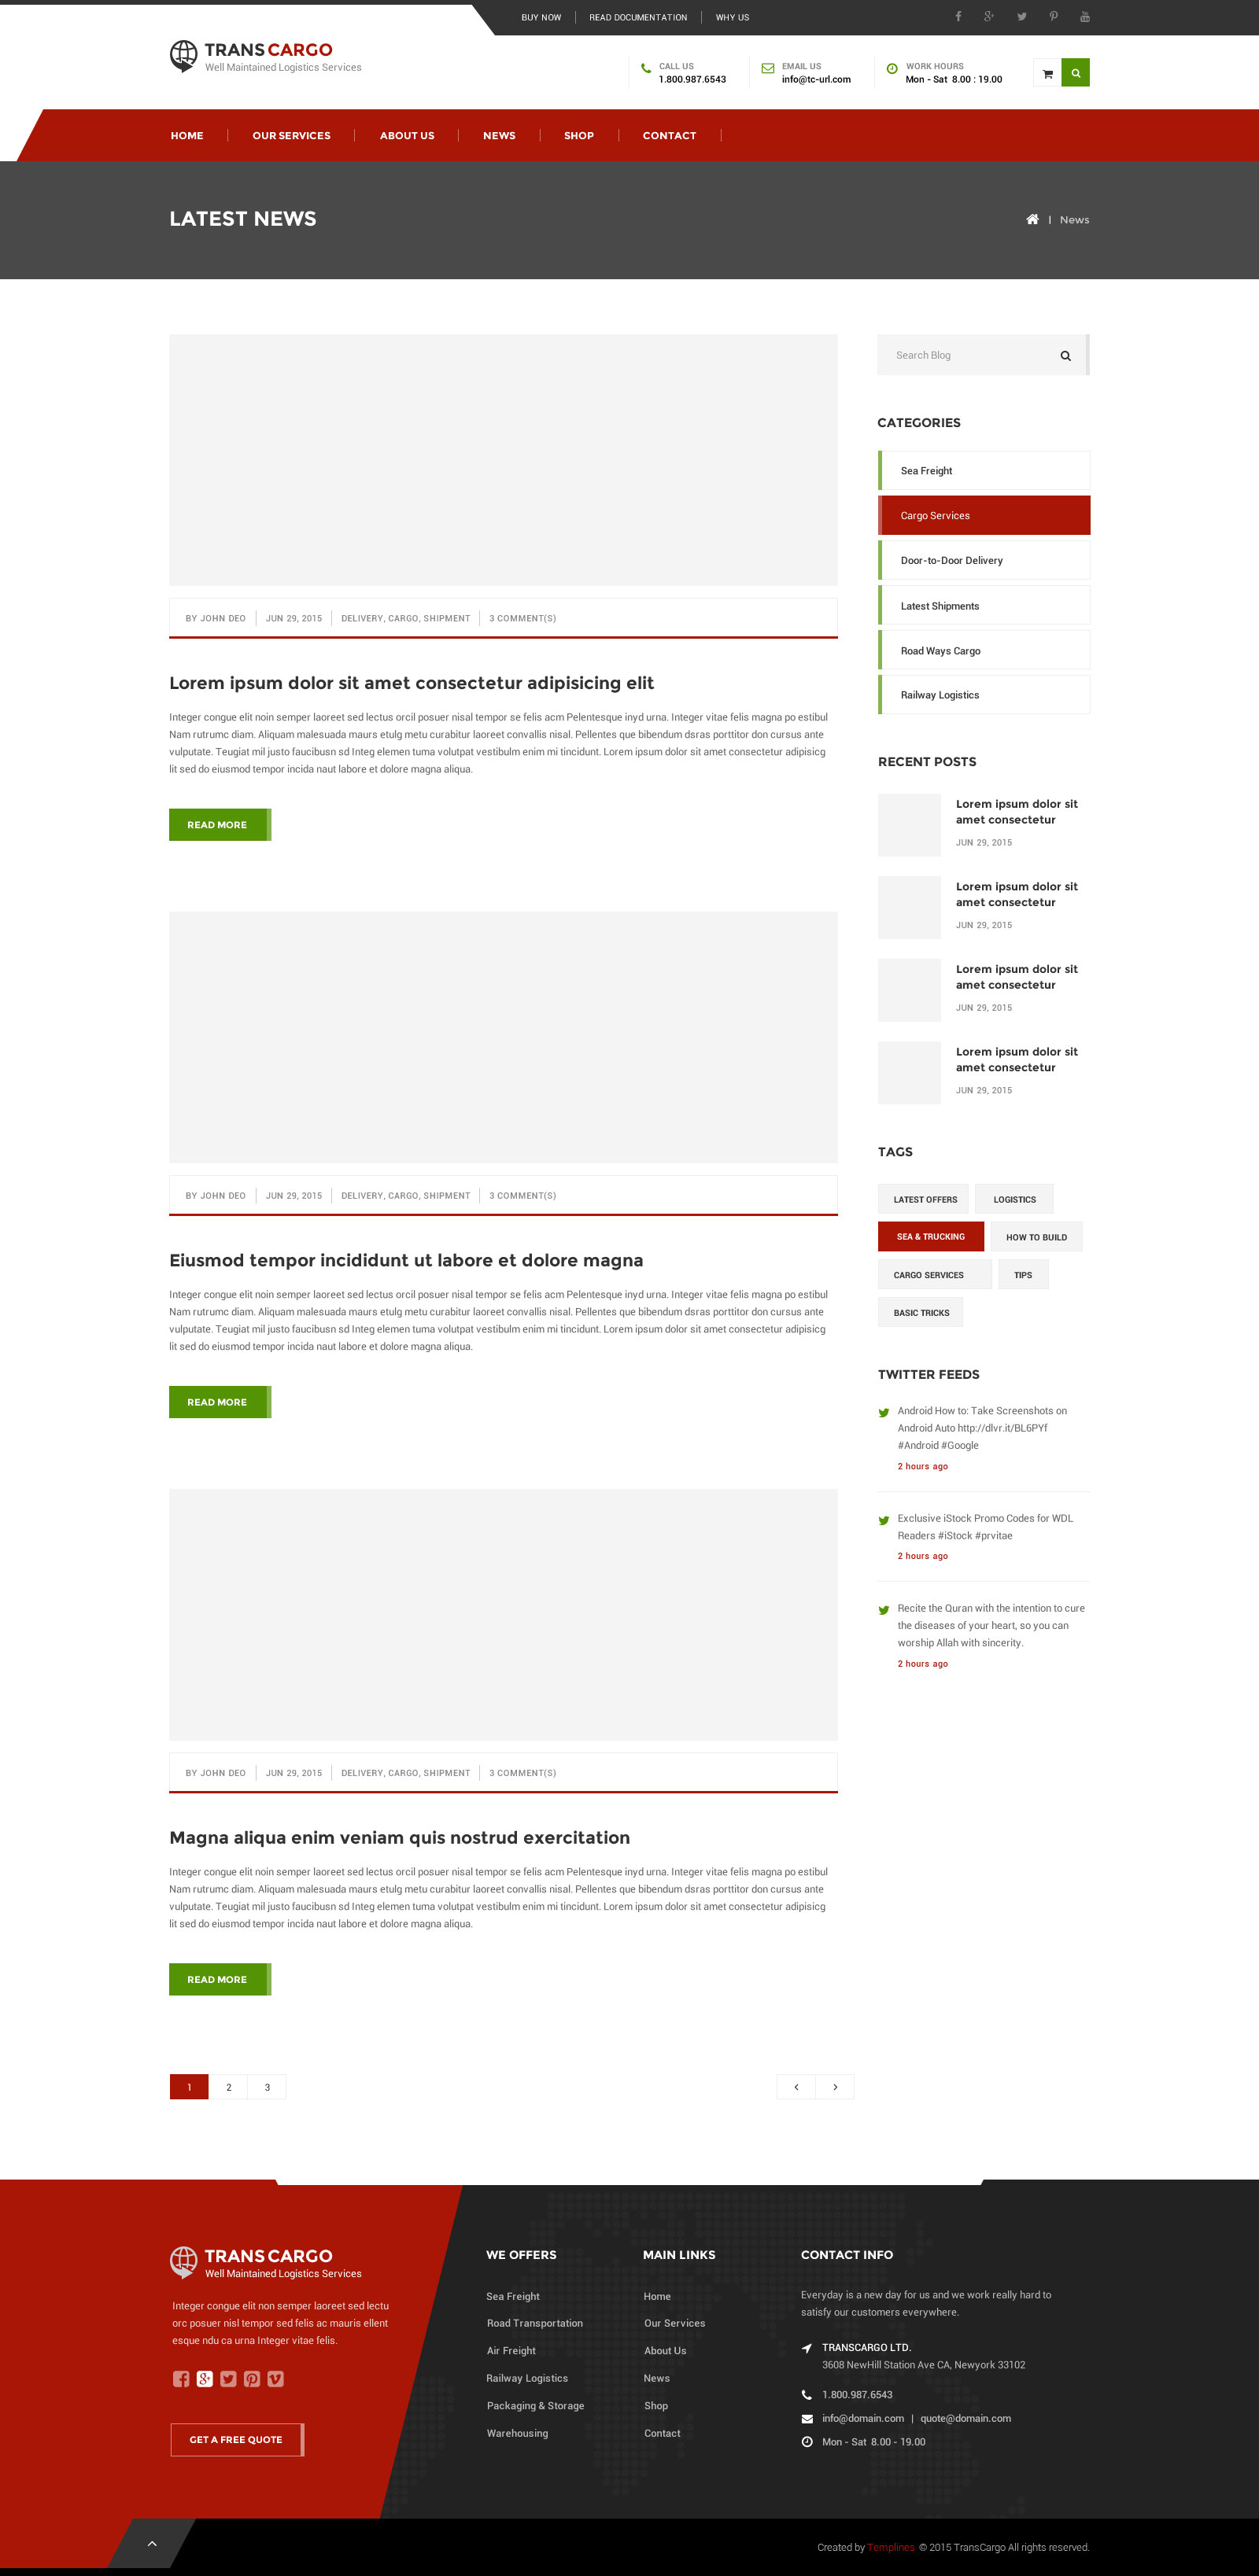 BUY NOW
READ DOCUMENTATION
WHY US
TRANS CARGO
Well Maintained Logistics Services
CALL US
1.800.987.6543
EMAIL US
info@tc-url.com
WORK HOURS
Mon - Sat 8.00 : 19.00
HOME
OUR SERVICES
ABOUT US
NEWS
SHOP
CONTACT
LATEST NEWS
News
BY JOHN DEO
JUN 29, 2015
DELIVERY, CARGO, SHIPMENT
3 COMMENT(S)
Lorem ipsum dolor sit amet consectetur adipisicing elit
Integer congue elit noin semper laoreet sed lectus orcil posuer nisal tempor se felis acm Pelentesque inyd urna. Integer vitae felis magna po estibul
Nam rutrumc diam. Aliquam malesuada maurs etulg metu curabitur laoreet convallis nisal. Pellentes que bibendum dsras porttitor don cursus ante
vulputate. Teugiat mil justo faucibusn sd Integ elemen tuma volutpat vestibulm enim mi tincidunt. Lorem ipsum dolor sit amet consectetur adipisicg
lit sed do eiusmod tempor incida naut labore et dolore magna aliqua.
READ MORE
BY JOHN DEO
JUN 29, 2015
DELIVERY, CARGO, SHIPMENT
3 COMMENT(S)
Eiusmod tempor incididunt ut labore et dolore magna
Integer congue elit noin semper laoreet sed lectus orcil posuer nisal tempor se felis acm Pelentesque inyd urna. Integer vitae felis magna po estibul
Nam rutrumc diam. Aliquam malesuada maurs etulg metu curabitur laoreet convallis nisal. Pellentes que bibendum dsras porttitor don cursus ante
vulputate. Teugiat mil justo faucibusn sd Integ elemen tuma volutpat vestibulm enim mi tincidunt. Lorem ipsum dolor sit amet consectetur adipisicg
lit sed do eiusmod tempor incida naut labore et dolore magna aliqua.
READ MORE
BY JOHN DEO
JUN 29, 2015
DELIVERY, CARGO, SHIPMENT
3 COMMENT(S)
Magna aliqua enim veniam quis nostrud exercitation
Integer congue elit noin semper laoreet sed lectus orcil posuer nisal tempor se felis acm Pelentesque inyd urna. Integer vitae felis magna po estibul
Nam rutrumc diam. Aliquam malesuada maurs etulg metu curabitur laoreet convallis nisal. Pellentes que bibendum dsras porttitor don cursus ante
vulputate. Teugiat mil justo faucibusn sd Integ elemen tuma volutpat vestibulm enim mi tincidunt. Lorem ipsum dolor sit amet consectetur adipisicg
lit sed do eiusmod tempor incida naut labore et dolore magna aliqua.
READ MORE
1
2
3
Search Blog
CATEGORIES
Sea Freight
Cargo Services
Door-to-Door Delivery
Latest Shipments
Road Ways Cargo
Railway Logistics
RECENT POSTS
Lorem ipsum dolor sit
amet consectetur
JUN 29, 2015
Lorem ipsum dolor sit
amet consectetur
JUN 29, 2015
Lorem ipsum dolor sit
amet consectetur
JUN 29, 2015
Lorem ipsum dolor sit
amet consectetur
JUN 29, 2015
TAGS
LATEST OFFERS
LOGISTICS
SEA & TRUCKING
HOW TO BUILD
CARGO SERVICES
TIPS
BASIC TRICKS
TWITTER FEEDS
Android How to: Take Screenshots on
Android Auto http://dlvr.it/BL6PYf
#Android #Google
2 hours ago
Exclusive iStock Promo Codes for WDL
Readers #iStock #prvitae
2 hours ago
Recite the Quran with the intention to cure
the diseases of your heart, so you can
worship Allah with sincerity.
2 hours ago
TRANS CARGO
Well Maintained Logistics Services
Integer congue elit non semper laoreet sed lectu
orc posuer nisl tempor sed felis ac mauris ellent
esque ndu ca urna Integer vitae felis.
GET A FREE QUOTE
WE OFFERS
Sea Freight
Road Transportation
Air Freight
Railway Logistics
Packaging & Storage
Warehousing
MAIN LINKS
Home
Our Services
About Us
News
Shop
Contact
CONTACT INFO
Everyday is a new day for us and we work really hard to
satisfy our customers everywhere.
TRANSCARGO LTD.
3608 NewHill Station Ave CA, Newyork 33102
1.800.987.6543
info@domain.com | quote@domain.com
Mon - Sat 8.00 - 19.00
Created by Templines © 2015 TransCargo All rights reserved.